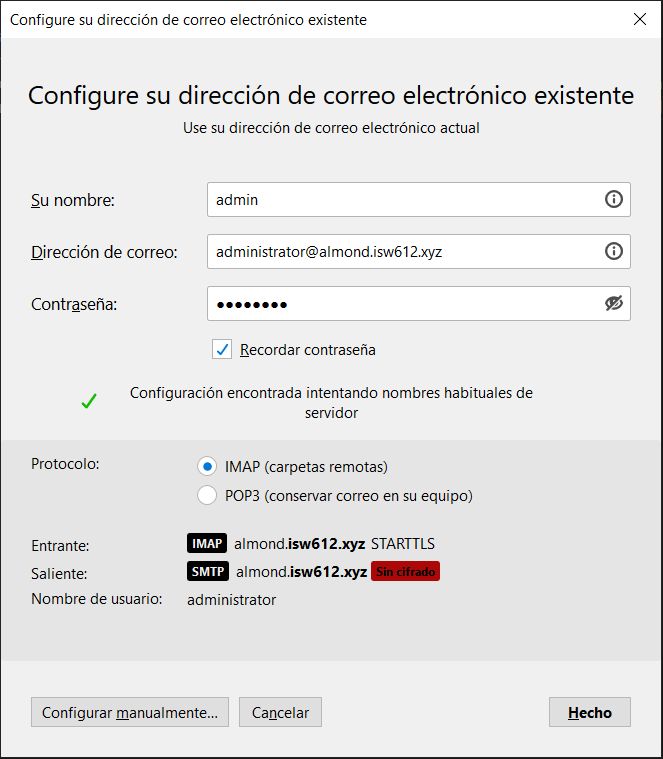 Configure su dirección de correo electrónico existente
Configure su dirección de correo electrónico existente
Use su dirección de correo electrónico actual
Su nombre:
admin
Dirección de correo:
administrator@almond.isw612.xyz
Contraseña:
●●●●●●●●
Recordar contraseña
Configuración encontrada intentando nombres habituales de
servidor
Protocolo:
IMAP (carpetas remotas)
POP3 (conservar correo en su equipo)
Entrante:
IMAP almond.isw612.xyz STARTTLS
Saliente:
SMTP almond.isw612.xyz Sin cifrado
Nombre de usuario:
administrator
Configurar manualmente...
Cancelar
Hecho